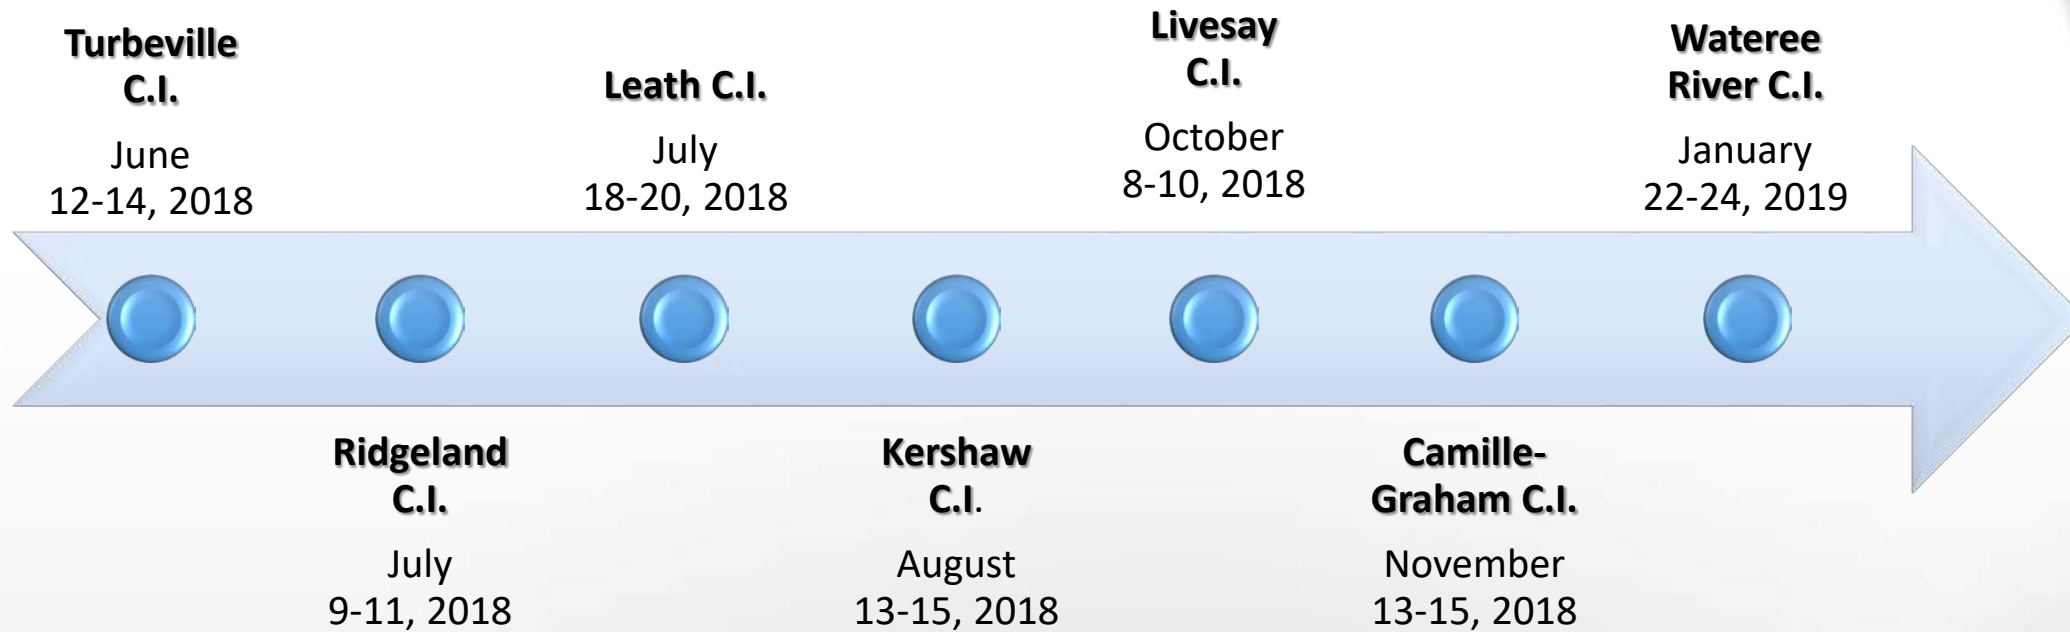 Turbeville
C.I.
June
12-14, 2018
Ridgeland
C.I.
July
9-11, 2018
Leath C.I.
July
18-20, 2018
Kershaw
C.I.
August
13-15, 2018
Livesay
C.I.
October
8-10, 2018
Camille-
Graham C.I.
November
13-15, 2018
Wateree
River C.I.
January
22-24, 2019